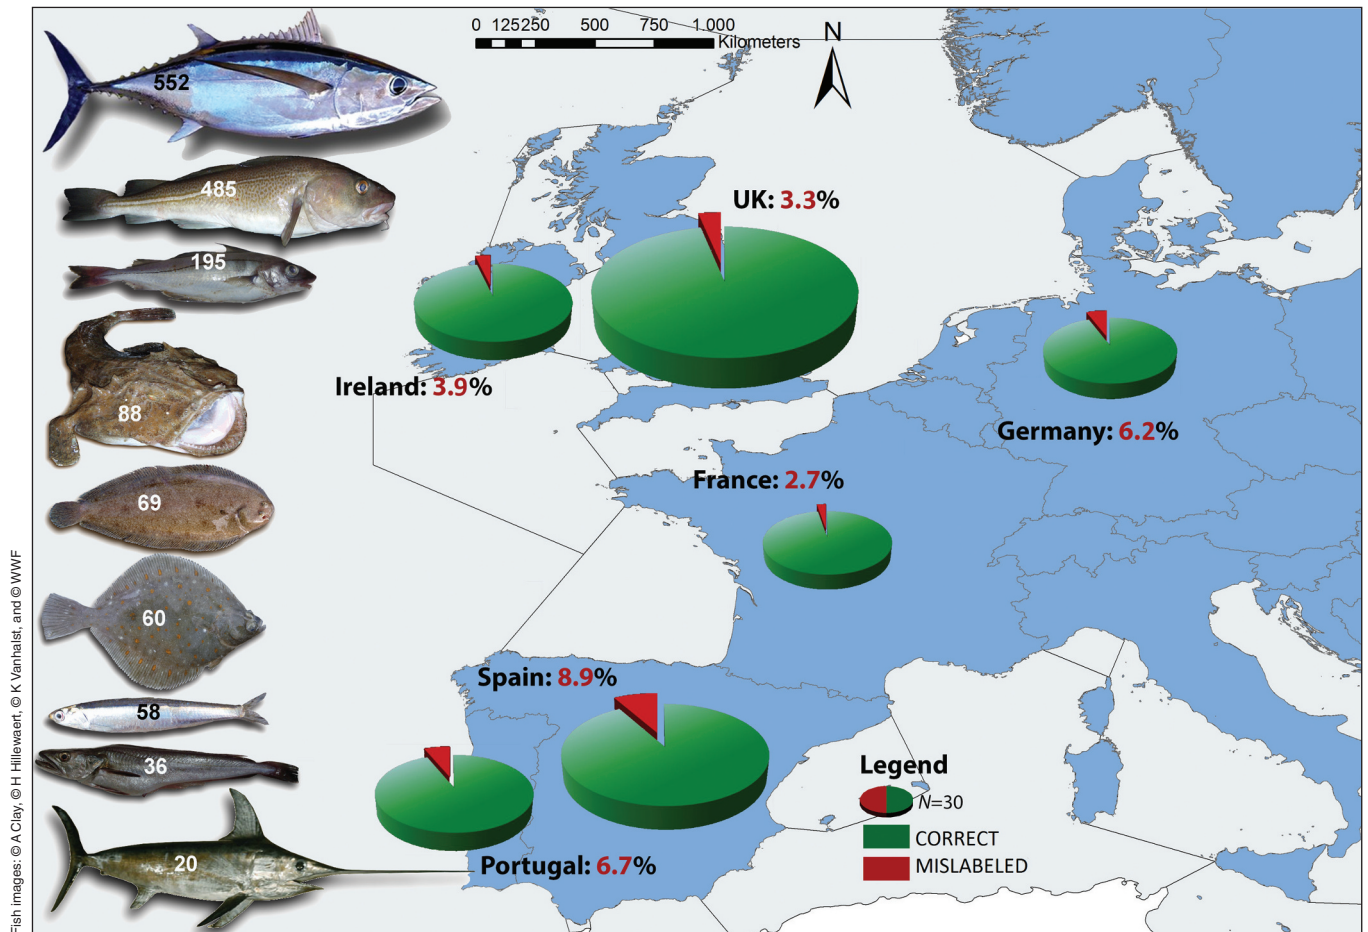 0 125250 500 750 1.000
Kilometers
N
552
485
195
88
69
60
58
36
20
UK: 3.3%
Ireland: 3.9%
Germany: 6.2%
France: 2.7%
Spain: 8.9%
Portugal: 6.7%
Legend
N=30
CORRECT
MISLABELED
Fish images: © A Clay, © H Hillewaert, © K Vanhalst, and © WWF